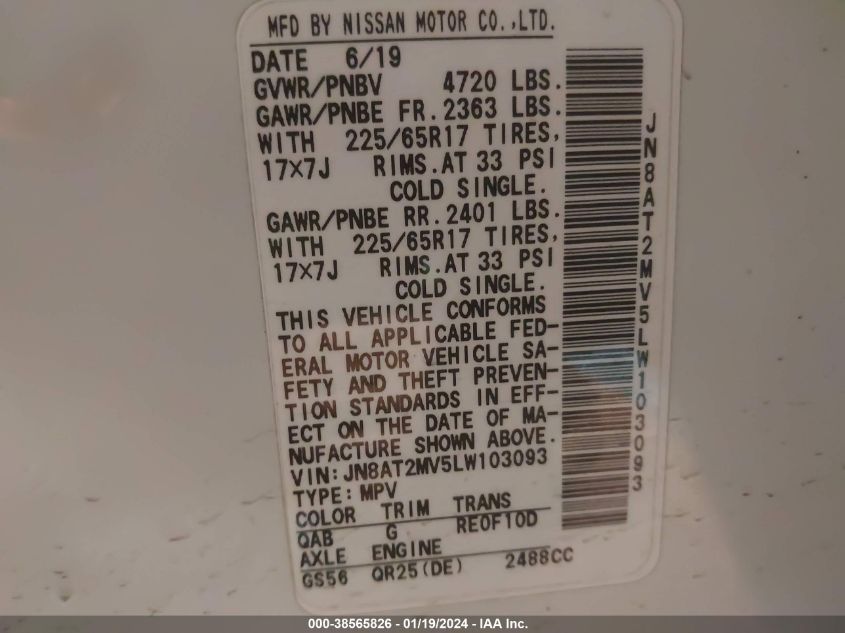 MFD BY NISSAN MOTOR CO.,LTD.
DATE 6/19
GVWR/PNBV 4720 LBS.
GAWR/PNBE FR. 2363 LBS.
WITH 225/65R17 TIRES,
17×7J RIMS.AT 33 PSI
COLD SINGLE.
GAWR/PNBE RR. 2401 LBS.
WITH 225/65R17 TIRES,
17×7J RIMS.AT 33 PSI
COLD SINGLE.
THIS VEHICLE CONFORMS
TO ALL APPLICABLE FED-
ERAL MOTOR VEHICLE SA-
FETY AND THEFT PREVEN-
TION STANDARDS IN EFF-
ECT ON THE DATE OF MA-
NUFACTURE SHOWN ABOVE.
VIN:JN8AT2MV5LW103093
TYPE:MPV
COLOR TRIM TRANS
QAB G RE0F10D
AXLE ENGINE
GS56 QR25(DE) 2488CC
JN8AT2MV5LW103093
000-38565826 - 01/19/2024 - IAA Inc.